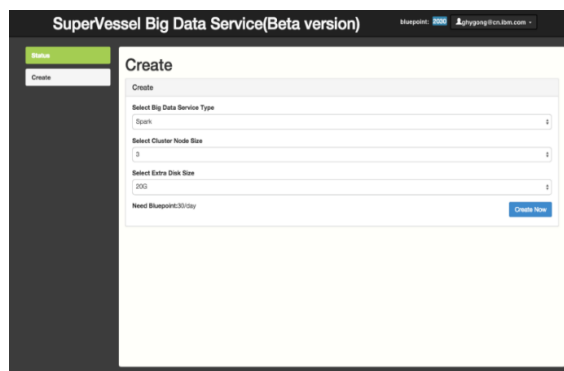 SuperVessel Big Data Service(Beta version)
bluepoint: 2000
ghygong@cn.ibm.com
Status
Create
Create
Create
Select Big Data Service Type
Spark
Select Cluster Node Size
3
Select Extra Disk Size
20G
Need Bluepoint:30/day
Create Now